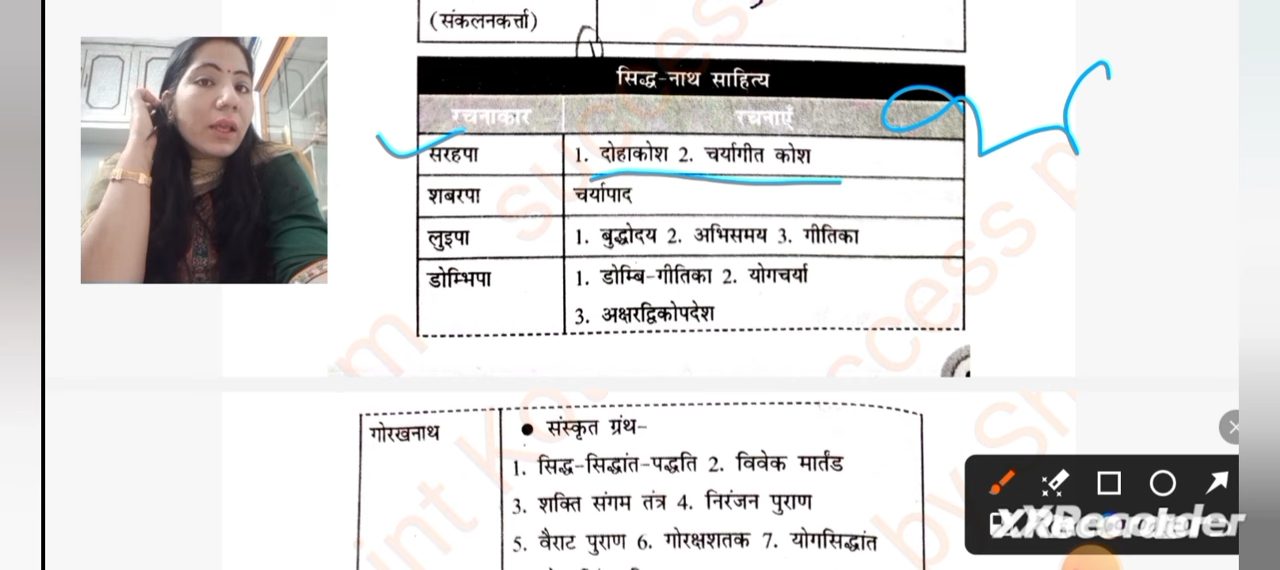 (संकलनकर्त्ता)
सिद्ध-नाथ साहित्य
रचनाकार रचनाएँ
सरहपा 1. दोहाकोश 2. चर्यागीत कोश
शबरपा चर्यापाद
लुइपा 1. बुद्धोदय 2. अभिसमय 3. गीतिका
डोम्भिपा 1. डोम्बि-गीतिका 2. योगचर्या
3. अक्षरद्विकोपदेश
गोरखनाथ ● संस्कृत ग्रंथ-
1. सिद्ध-सिद्धांत-पद्धति 2. विवेक मार्तंड
3. शक्ति संगम तंत्र 4. निरंजन पुराण
5. वैराट पुराण 6. गोरक्षशतक 7. योगसिद्धांत
XRecorder